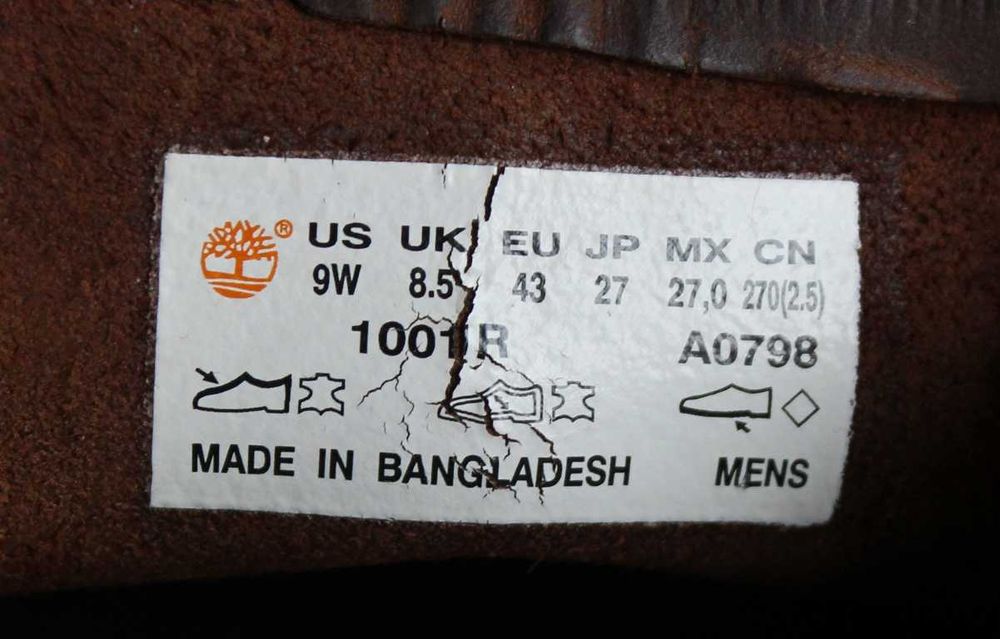 ® US UK EU JP MX CN
9W 8.5 43 27 27,0 270(2.5)
1001R A0798
MADE IN BANGLADESH MENS